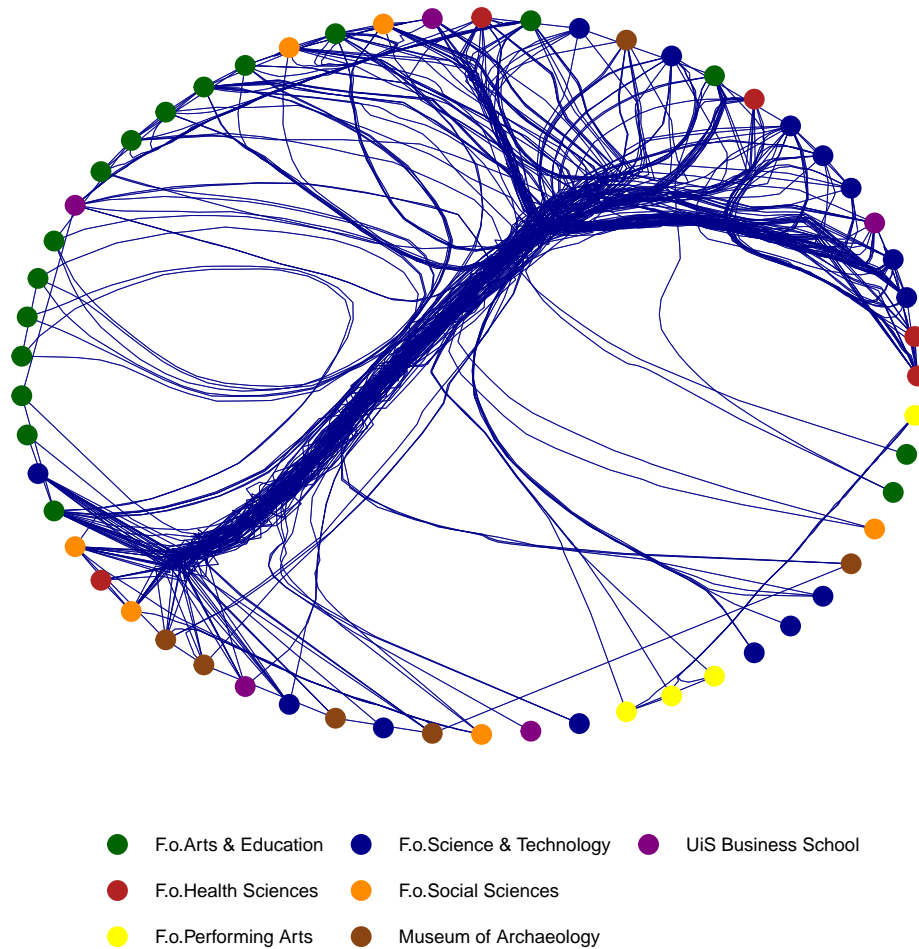 F.o.Arts & Education F.o.Science & Technology UiS Business School
F.o.Health Sciences F.o.Social Sciences
F.o.Performing Arts Museum of Archaeology